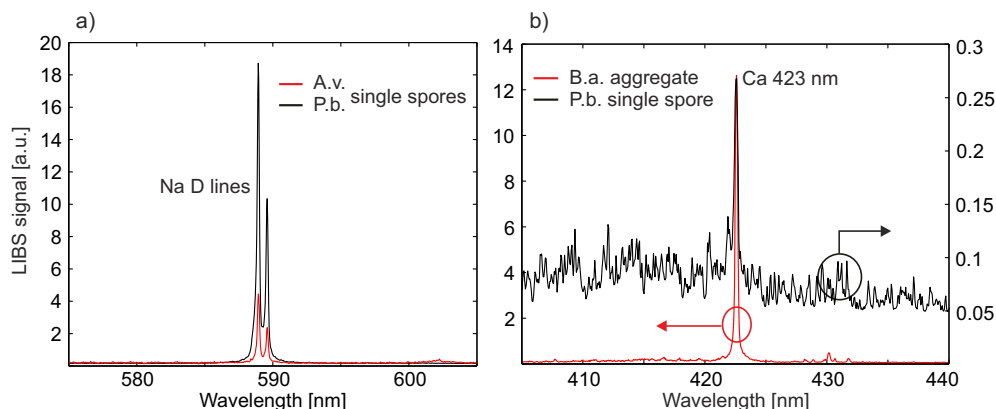 a)
20
18
16
14
12
10
8
6
4
2
LIBS signal [a.u.]
A.v.
P.b.
single spores
Na D lines
580
590
600
Wavelength [nm]
b)
14
12
10
8
6
4
2
B.a. aggregate
P.b. single spore
Ca 423 nm
0.3
0.25
0.2
0.15
0.1
0.05
410
420
430
440
Wavelength [nm]